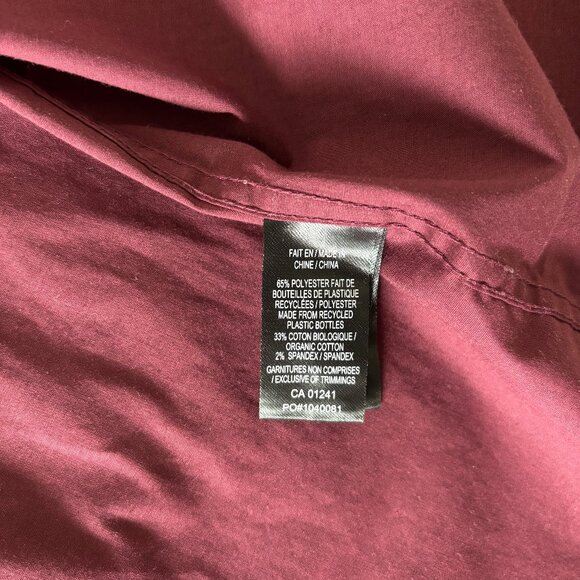 FAIT EN / MADE IN
CHINE / CHINA
65% POLYESTER FAIT DE
BOUTEILLES DE PLASTIQUE
RECYCLÉES / POLYESTER
MADE FROM RECYCLED
PLASTIC BOTTLES
33% COTON BIOLOGIQUE /
ORGANIC COTTON
2% SPANDEX / SPANDEX
GARNITURES NON COMPRISES
/ EXCLUSIVE OF TRIMMINGS
CA 01241
PO#1040081